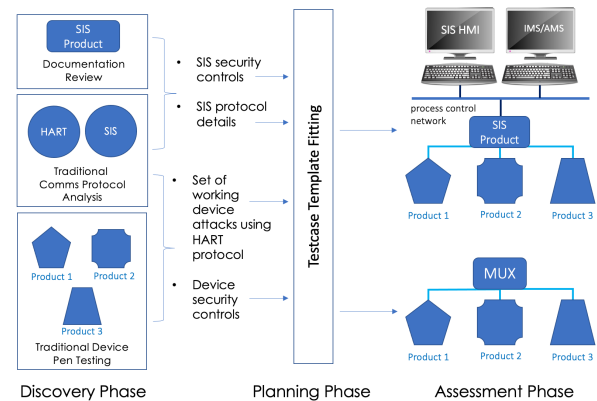 SIS
Product
Documentation
Review
HART
SIS
Traditional
Comms Protocol
Analysis
Product 1
Product 2
Product 3
Traditional Device
Pen Testing
Discovery Phase
• SIS security
controls
• SIS protocol
details
• Set of
working
device
attacks using
HART
protocol
• Device
security
controls
Testcase Template Fitting
Planning Phase
SIS HMI
IMS/AMS
process control
network
SIS
Product
Product 1
Product 2
Product 3
MUX
Product 1
Product 2
Product 3
Assessment Phase